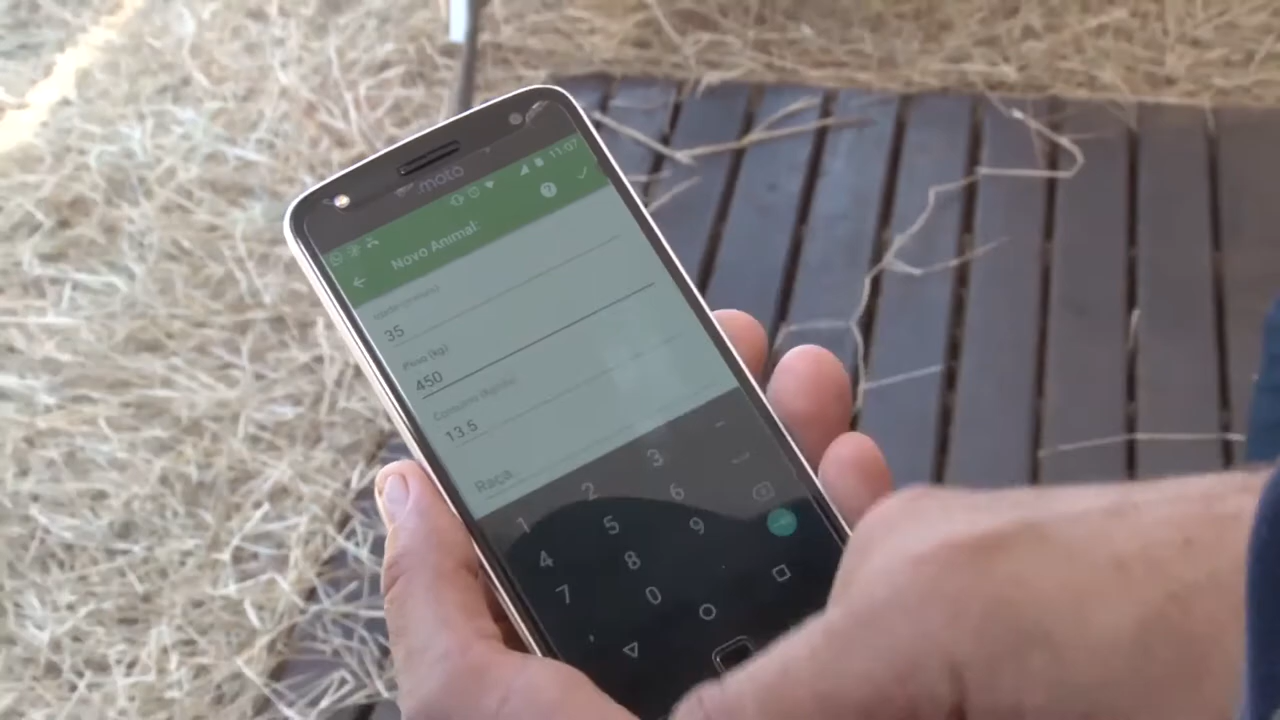 moto
11:07
Novo Animal:
35
Peso (kg)
450
13.5
Raça
1 2 3 -
4 5 6
7 8 9
, 0 .